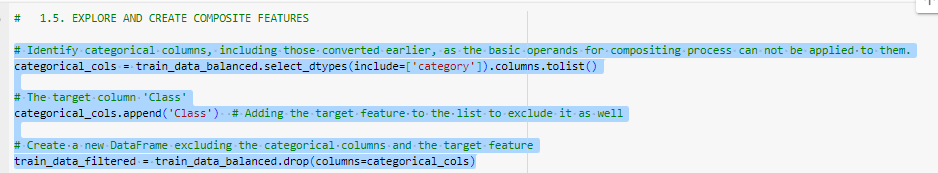 #   1.5. EXPLORE AND CREATE COMPOSITE FEATURES
# Identify categorical columns, including those converted earlier, as the basic operands for compositing process can not be applied to them.
categorical_cols = train_data_balanced.select_dtypes(include=['category']).columns.tolist()
# The target column 'Class'
categorical_cols.append('Class')  # Adding the target feature to the list to exclude it as well
# Create a new DataFrame excluding the categorical columns and the target feature
train_data_filtered = train_data_balanced.drop(columns=categorical_cols)